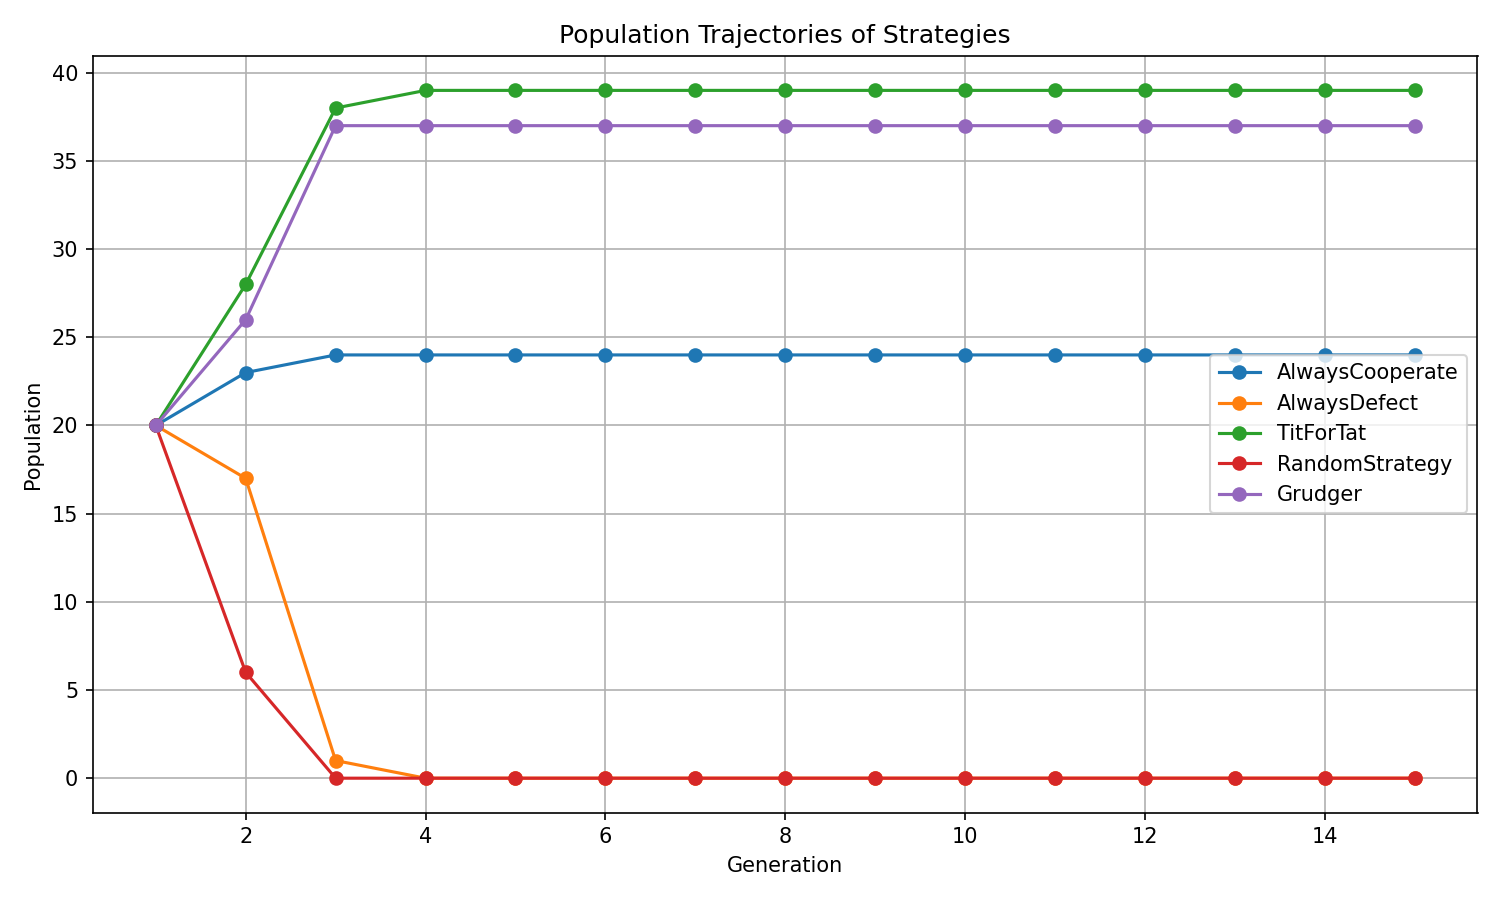 Population Trajectories of Strategies
40
35
30
25
20
15
10
5
0
Population
2 4 6 8 10 12 14
Generation
AlwaysCooperate
AlwaysDefect
TitForTat
RandomStrategy
Grudger